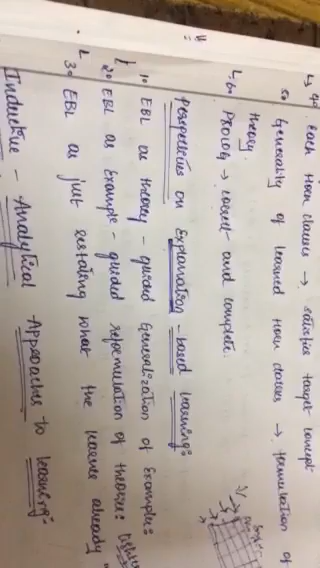 ↳ 4. Each Horn clauses → satisfies target concept
5. Generality of learned Horn clauses → formulation of
theory.
↳ 6. PROLOG → correct and complete.
Perspectives on Explanation-based learning:
1. EBL as theory - guided Generalization of Examples:
2. EBL as Example - guided reformulation of theories:
3. EBL as just restating what the learner already
Inductive - Analytical Approaches to learning: